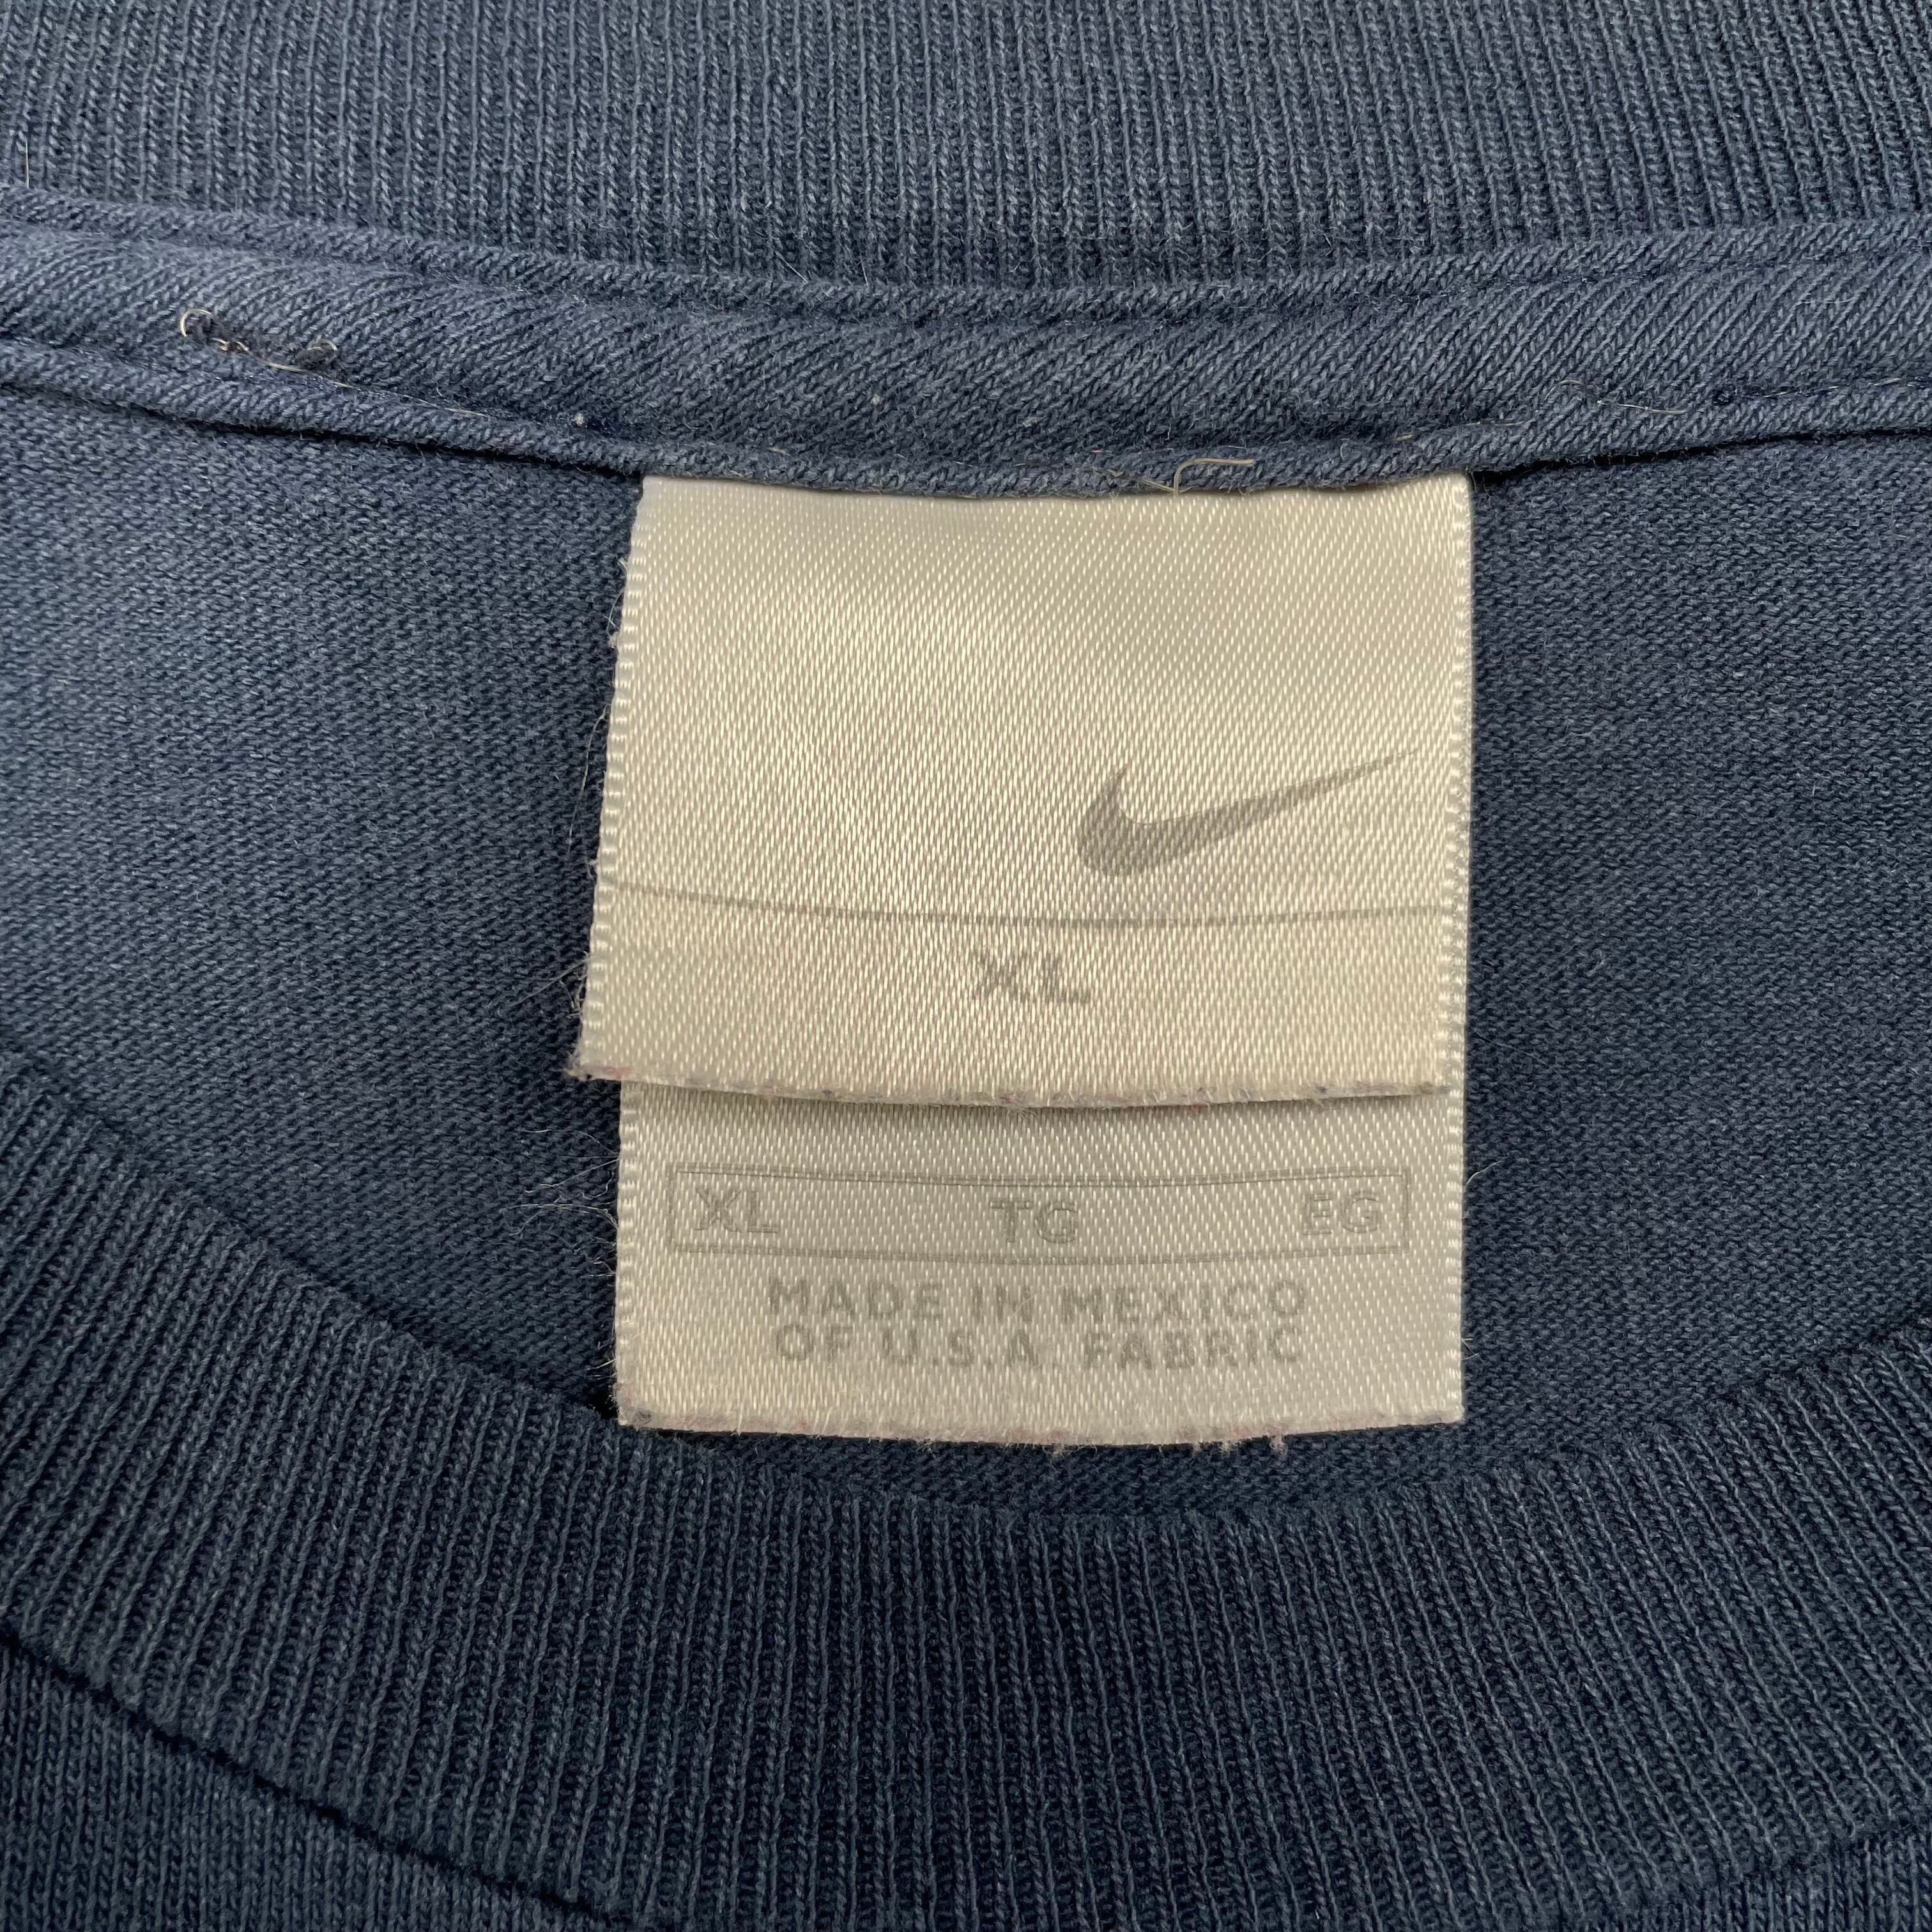 XL
XL TG EG
MADE IN MEXICO
OF U.S.A. FABRIC